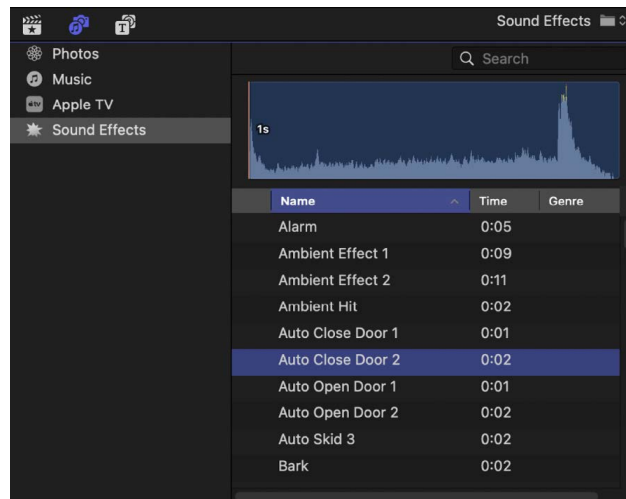 Sound Effects
Photos
Search
Music
Apple TV
Sound Effects
1s
Name Time Genre
Alarm 0:05
Ambient Effect 1 0:09
Ambient Effect 2 0:11
Ambient Hit 0:02
Auto Close Door 1 0:01
Auto Close Door 2 0:02
Auto Open Door 1 0:01
Auto Open Door 2 0:02
Auto Skid 3 0:02
Bark 0:02